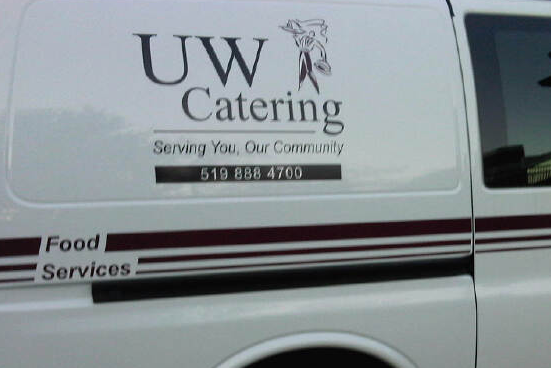 UW
Catering
Serving You, Our Community
519 888 4700
Food
Services